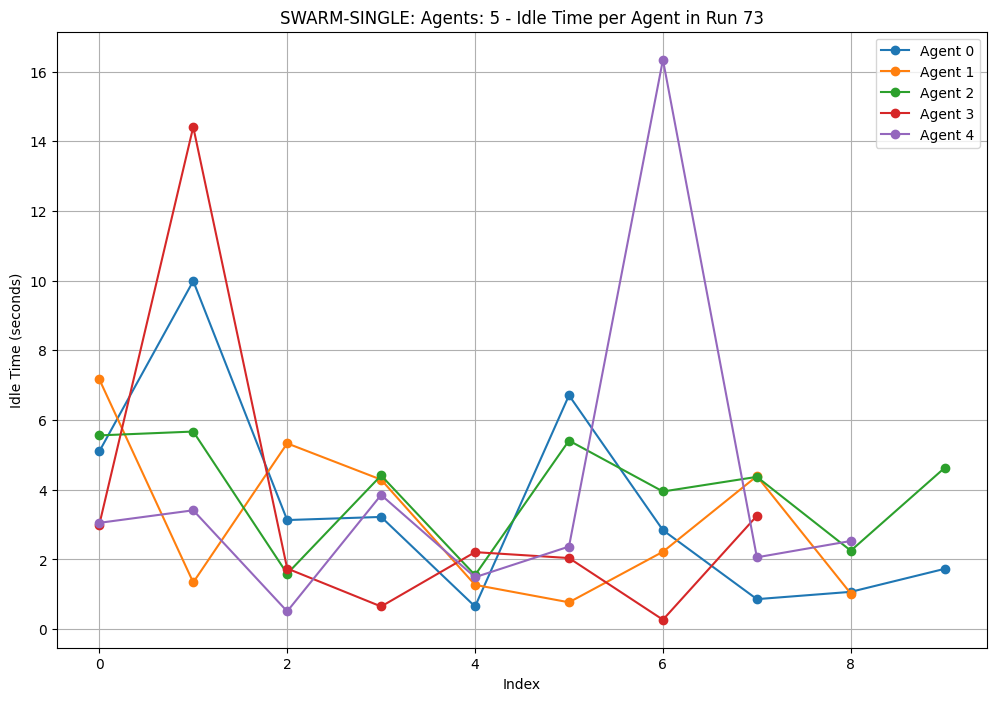 SWARM-SINGLE: Agents: 5 - Idle Time per Agent in Run 73
Agent 0
Agent 1
Agent 2
Agent 3
Agent 4
Idle Time (seconds)
16
14
12
10
8
6
4
2
0
0 2 4 6 8
Index